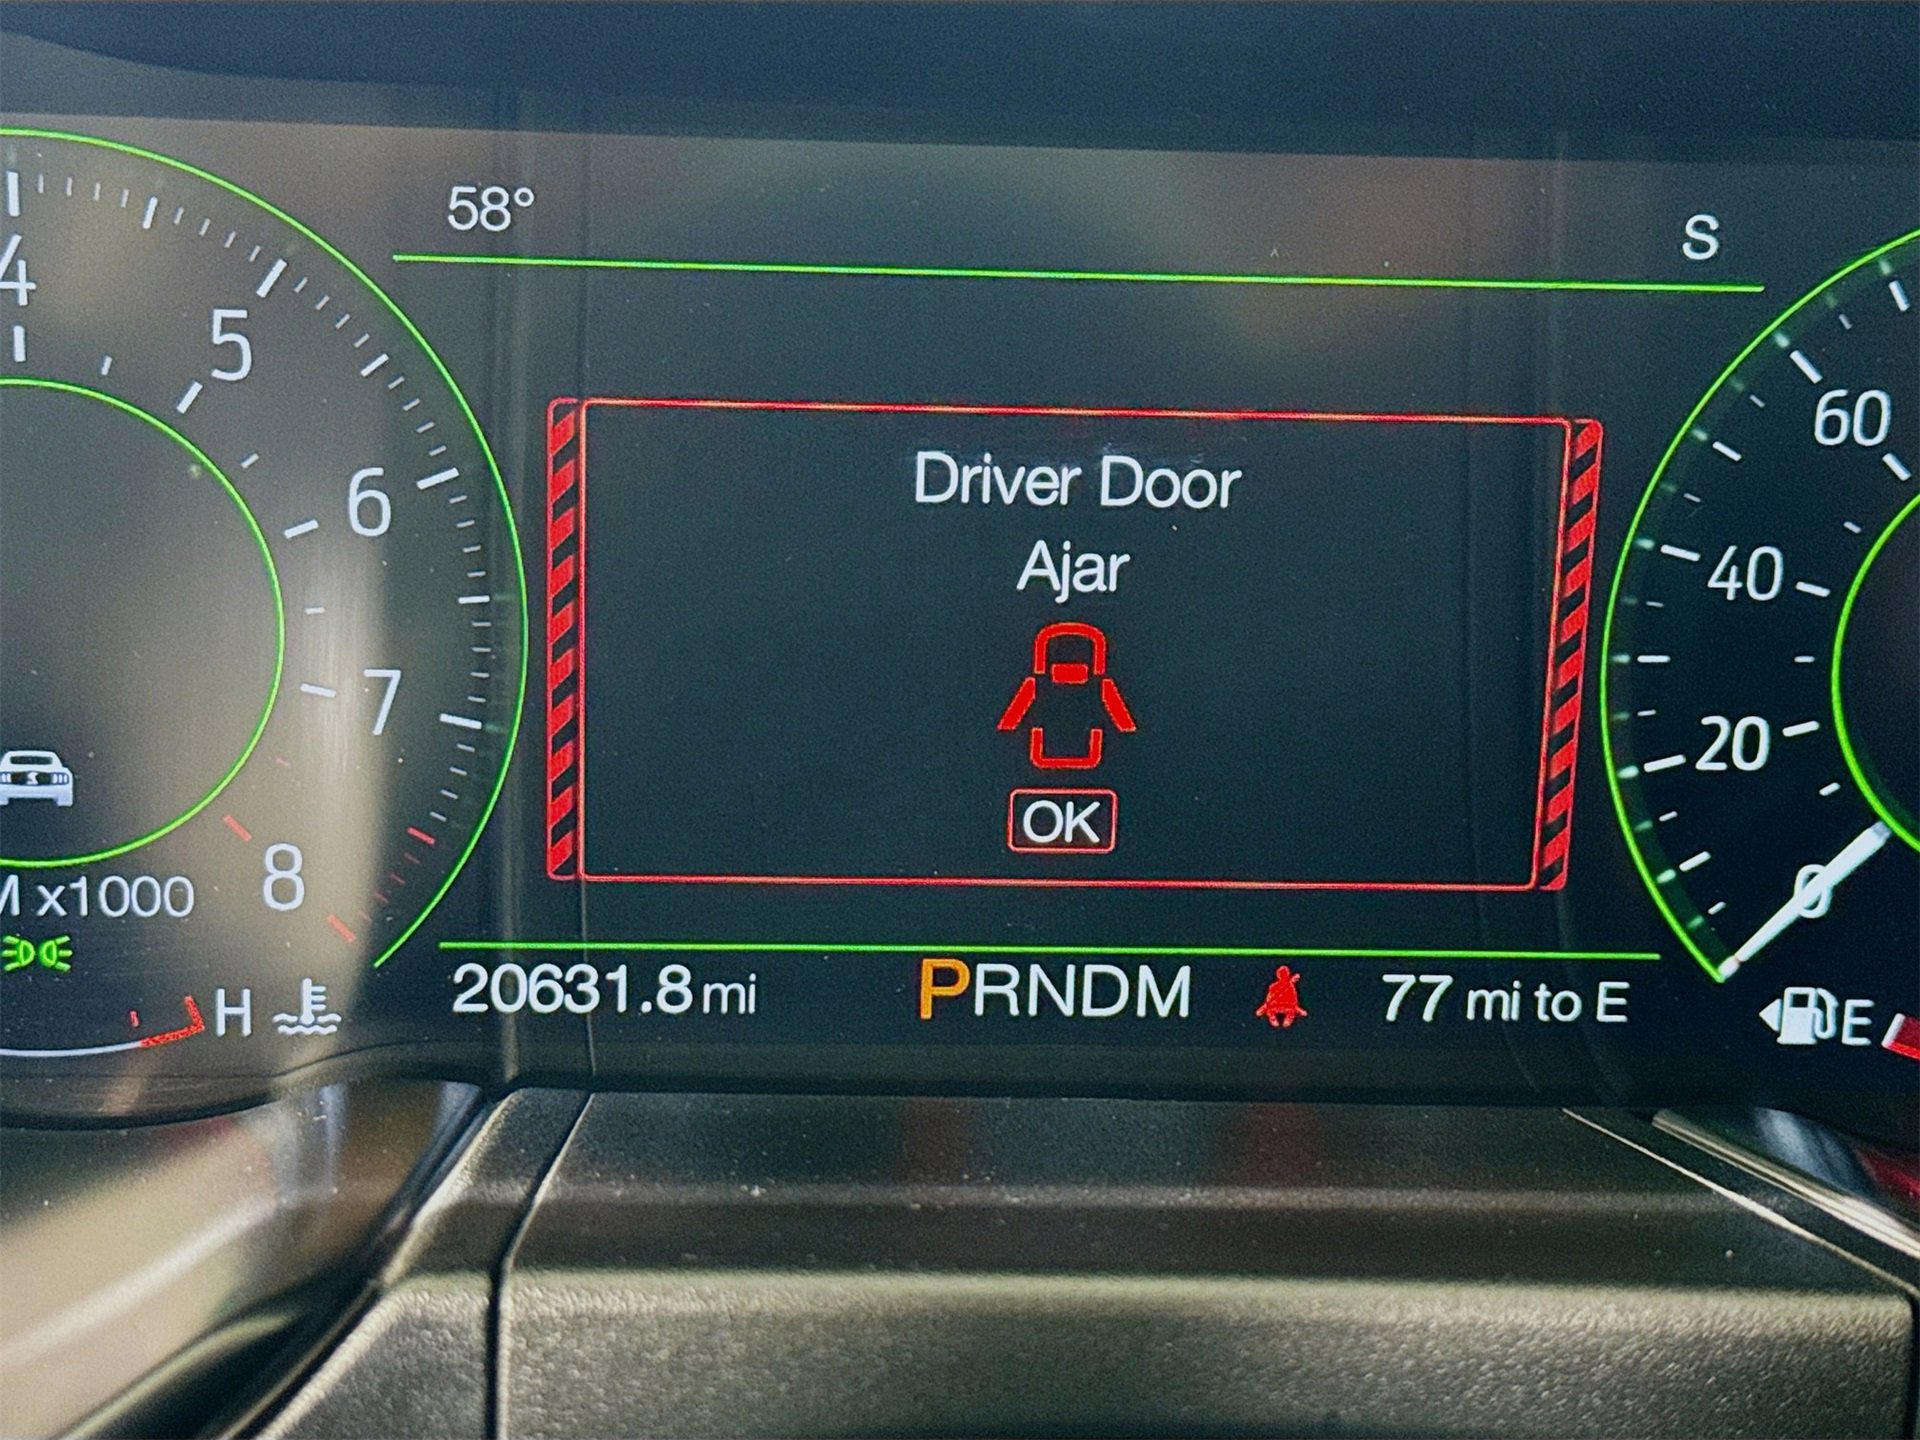 58°
S
4
5
6
7
8
x1000
Driver Door
Ajar
OK
60
40
20
0
20631.8 mi
PRNDM
77 mi to E
H
E